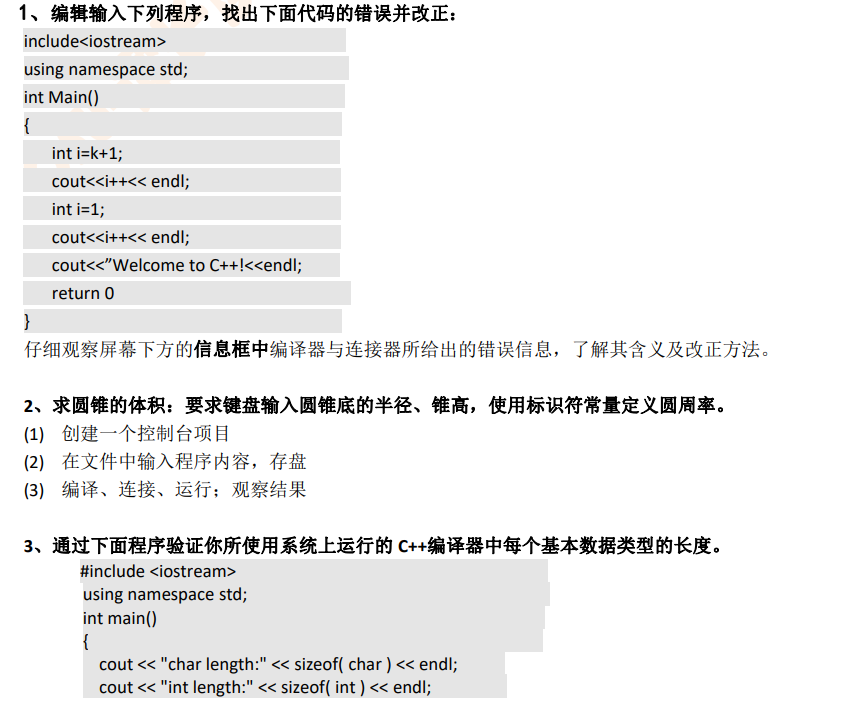 1、编辑输入下列程序，找出下面代码的错误并改正：
include<iostream>
using namespace std;
int Main()
{
int i=k+1;
cout<<i++<< endl;
int i=1;
cout<<i++<< endl;
cout<<”Welcome to C++!<<endl;
return 0
}
仔细观察屏幕下方的信息框中编译器与连接器所给出的错误信息，了解其含义及改正方法。
2、求圆锥的体积：要求键盘输入圆锥底的半径、锥高，使用标识符常量定义圆周率。
(1) 创建一个控制台项目
(2) 在文件中输入程序内容，存盘
(3) 编译、连接、运行；观察结果
3、通过下面程序验证你所使用系统上运行的 C++编译器中每个基本数据类型的长度。
#include <iostream>
using namespace std;
int main()
{
cout << "char length:" << sizeof( char ) << endl;
cout << "int length:" << sizeof( int ) << endl;